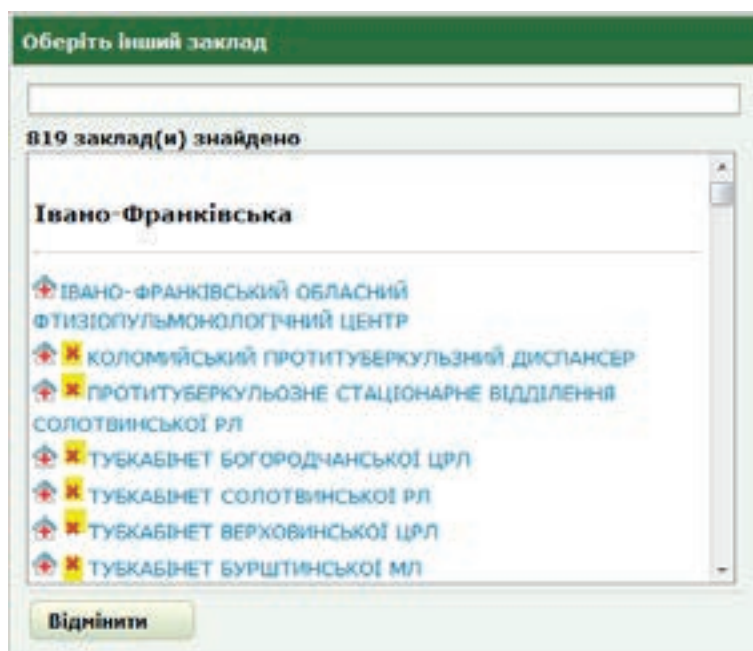 Оберіть інший заклад
819 заклад(и) знайдено
Івано-Франківська
ІВАНО-ФРАНКІВСЬКИЙ ОБЛАСНИЙ
ФТИЗІОПУЛЬМОНОЛОГІЧНИЙ ЦЕНТР
КОЛОМИЙСЬКИЙ ПРОТИТУБЕРКУЛЬЗНИЙ ДИСПАНСЕР
ПРОТИТУБЕРКУЛЬОЗНЕ СТАЦІОНАРНЕ ВІДДІЛЕННЯ
СОЛОТВИНСЬКОЇ РЛ
ТУБКАБІНЕТ БОГОРОДЧАНСЬКОЇ ЦРЛ
ТУБКАБІНЕТ СОЛОТВИНСЬКОЇ РЛ
ТУБКАБІНЕТ ВЕРХОВИНСЬКОЇ ЦРЛ
ТУБКАБІНЕТ БУРШТИНСЬКОЇ МЛ
Відмінити